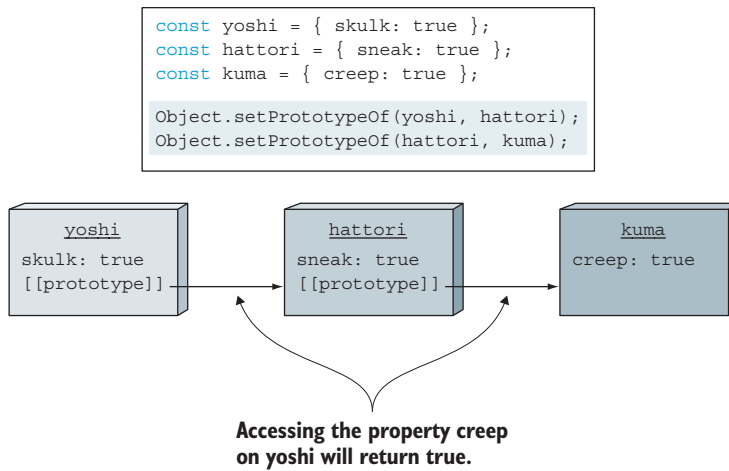 const yoshi = { skulk: true };
const hattori = { sneak: true };
const kuma = { creep: true };
Object.setPrototypeOf(yoshi, hattori);
Object.setPrototypeOf(hattori, kuma);
yoshi
skulk: true
[[prototype]]
hattori
sneak: true
[[prototype]]
kuma
creep: true
Accessing the property creep
on yoshi will return true.